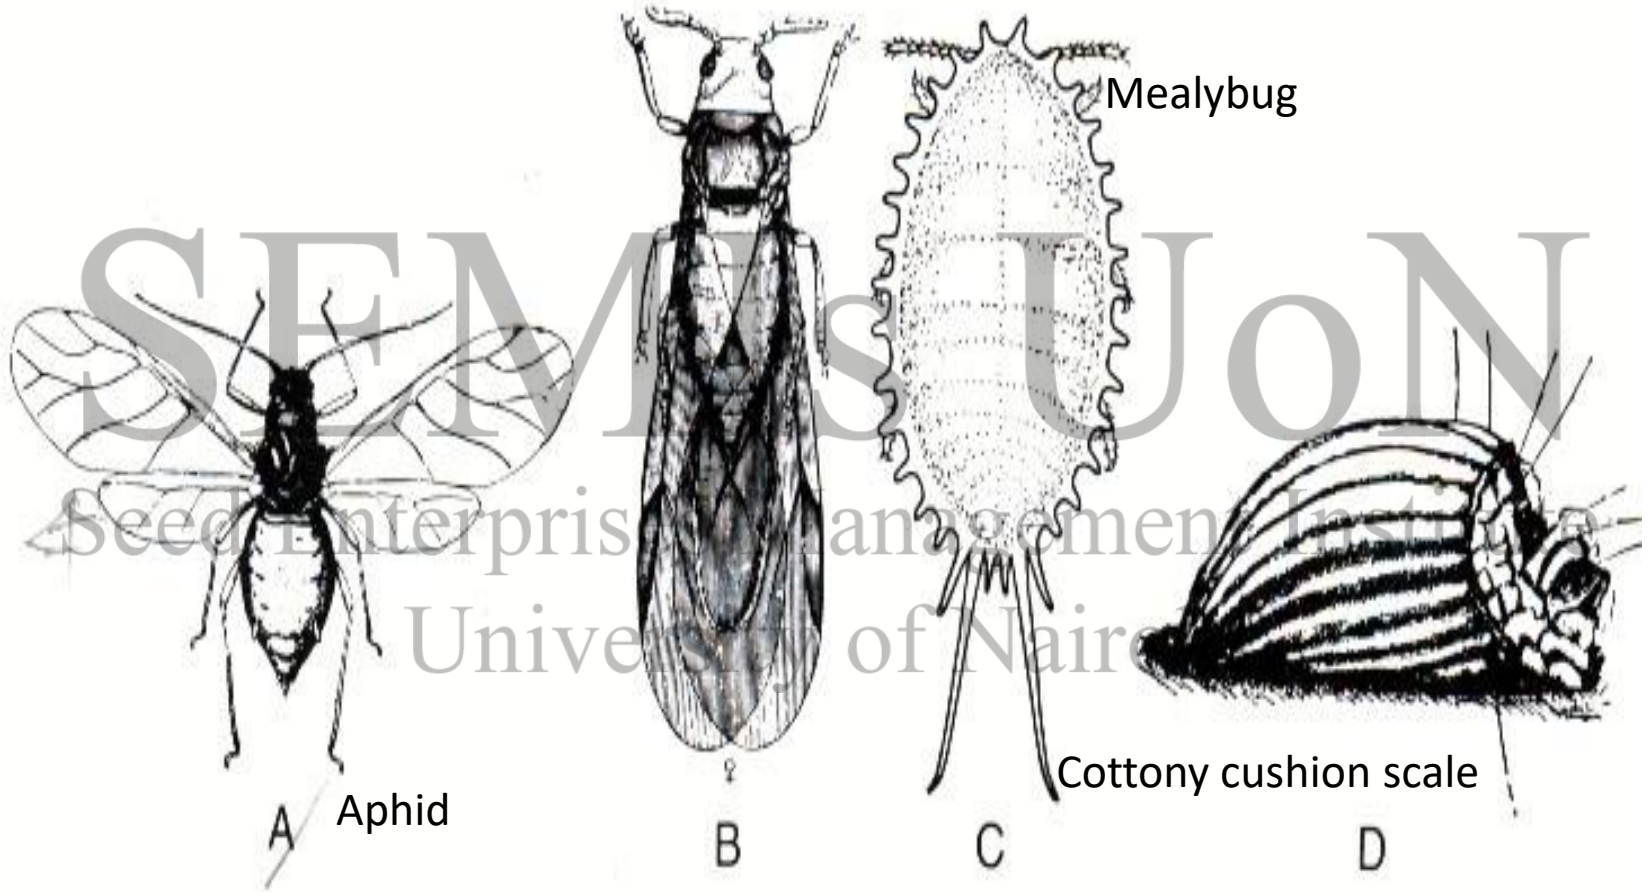 Mealybug
SEMIs UoN
Seed Enterprise Management Institute
University of Nairobi
Cottony cushion scale
Aphid
♀
A
B
C
D